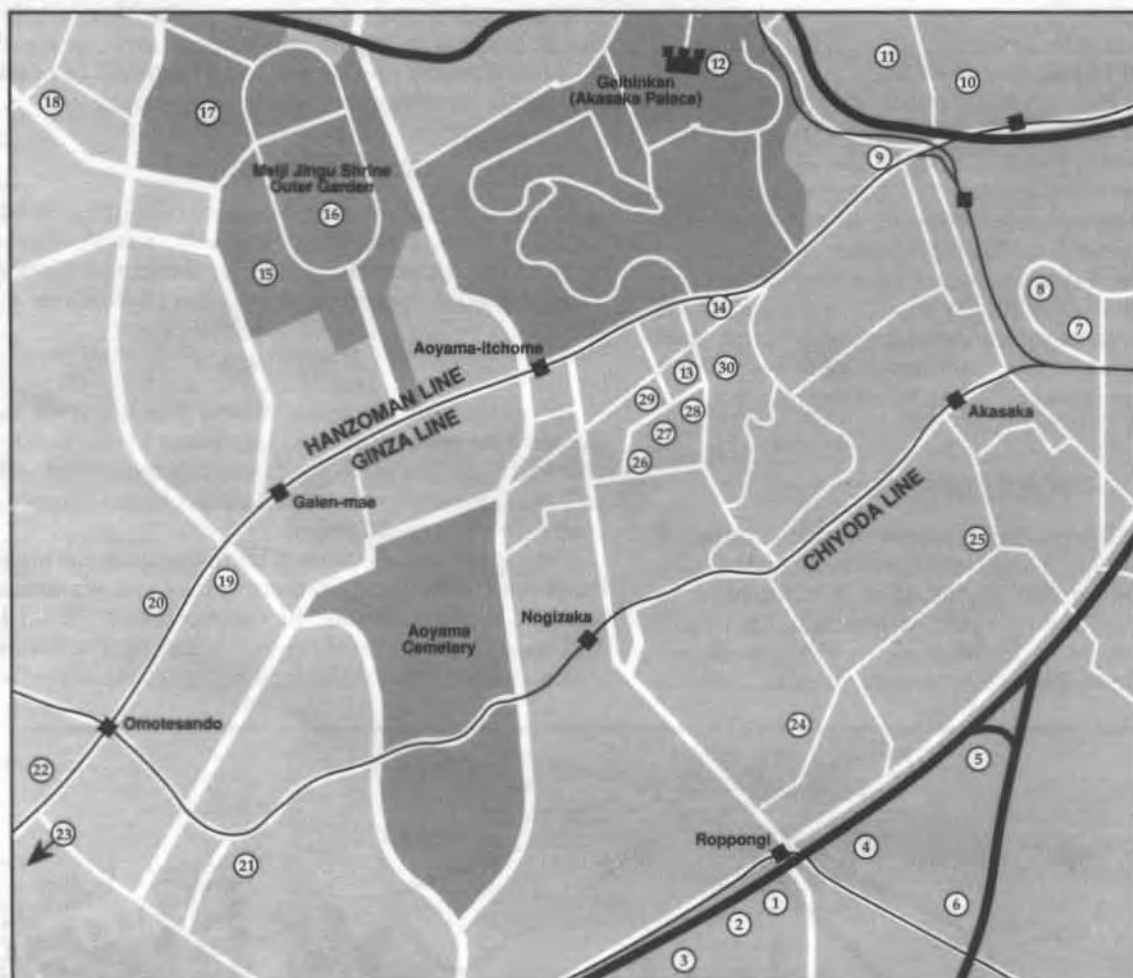 11
10
12
Geihinkan
(Akasaka Palace)
18
17
9
Meiji Jingu Shrine
Outer Garden
16
15
8
7
14
Aoyama-itchome
13
30
29
28
27
26
HANZOMAN LINE
GINZA LINE
Akasaka
Gaien-mae
CHIYODA LINE
25
19
20
Nogizaka
Aoyama
Cemetery
Omotesando
24
22
5
23
21
Roppongi
4
1
2
3
6